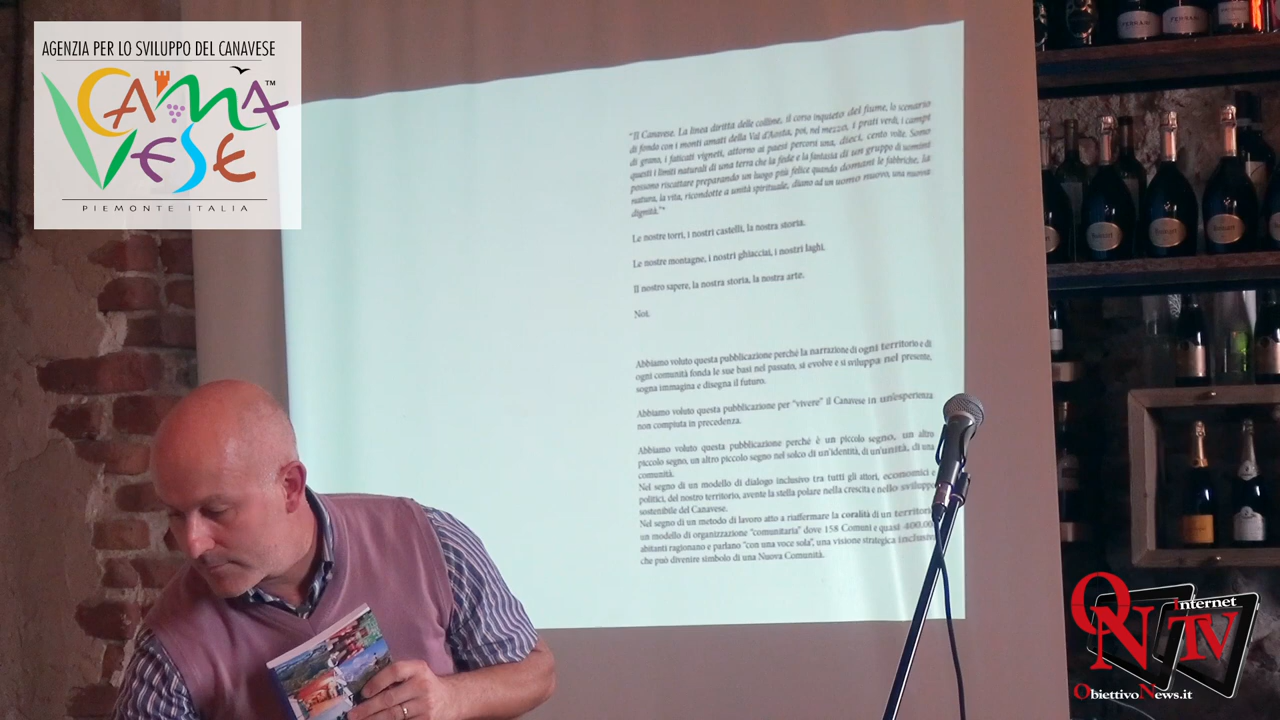 AGENZIA PER LO SVILUPPO DEL CANAVESE
CANAVESE™
PIEMONTE ITALIA
"Il Canavese. La linea diritta delle colline, il corso inquieto del fiume, lo scenario
di fondo con i monti amati della Val d'Aosta, poi, nel mezzo, i prati verdi, i campi
di grano, i faticati vigneti, attorno ai paesi percorsi una, dieci, cento volte. Sono
questi i limiti naturali di una terra che la fede e la fantasia di un gruppo di uomini
possono riscattare preparando un luogo più felice quando domani le fabbriche, la
natura, la vita, ricondotte a unità spirituale, diano ad un uomo nuovo, una nuova
dignità."*
Le nostre torri, i nostri castelli, la nostra storia.
Le nostre montagne, i nostri ghiacciai, i nostri laghi.
Il nostro sapere, la nostra storia, la nostra arte.
Noi.
Abbiamo voluto questa pubblicazione perché la narrazione di ogni territorio e di
ogni comunità fonda le sue basi nel passato, si evolve e si sviluppa nel presente,
sogna immagina e disegna il futuro.
Abbiamo voluto questa pubblicazione per "vivere" il Canavese in un'esperienza
non compiuta in precedenza.
Abbiamo voluto questa pubblicazione perché è un piccolo segno, un altro
piccolo segno, un altro piccolo segno nel solco di un'identità, di un'unità, di una
comunità.
Nel segno di un modello di dialogo inclusivo tra tutti gli attori, economici e
politici, del nostro territorio, avente la stella polare nella crescita e nello sviluppo
sostenibile del Canavese.
Nel segno di un metodo di lavoro atto a riaffermare la coralità di un territorio
un modello di organizzazione "comunitaria" dove 158 Comuni e quasi 400.00
abitanti ragionano e parlano "con una voce sola", una visione strategica inclusiv
che può divenire simbolo di una Nuova Comunità.
FERRARI FERRARI
Ruinart Ruinart Ruinart
ON Internet TV
ObiettivoNews.it